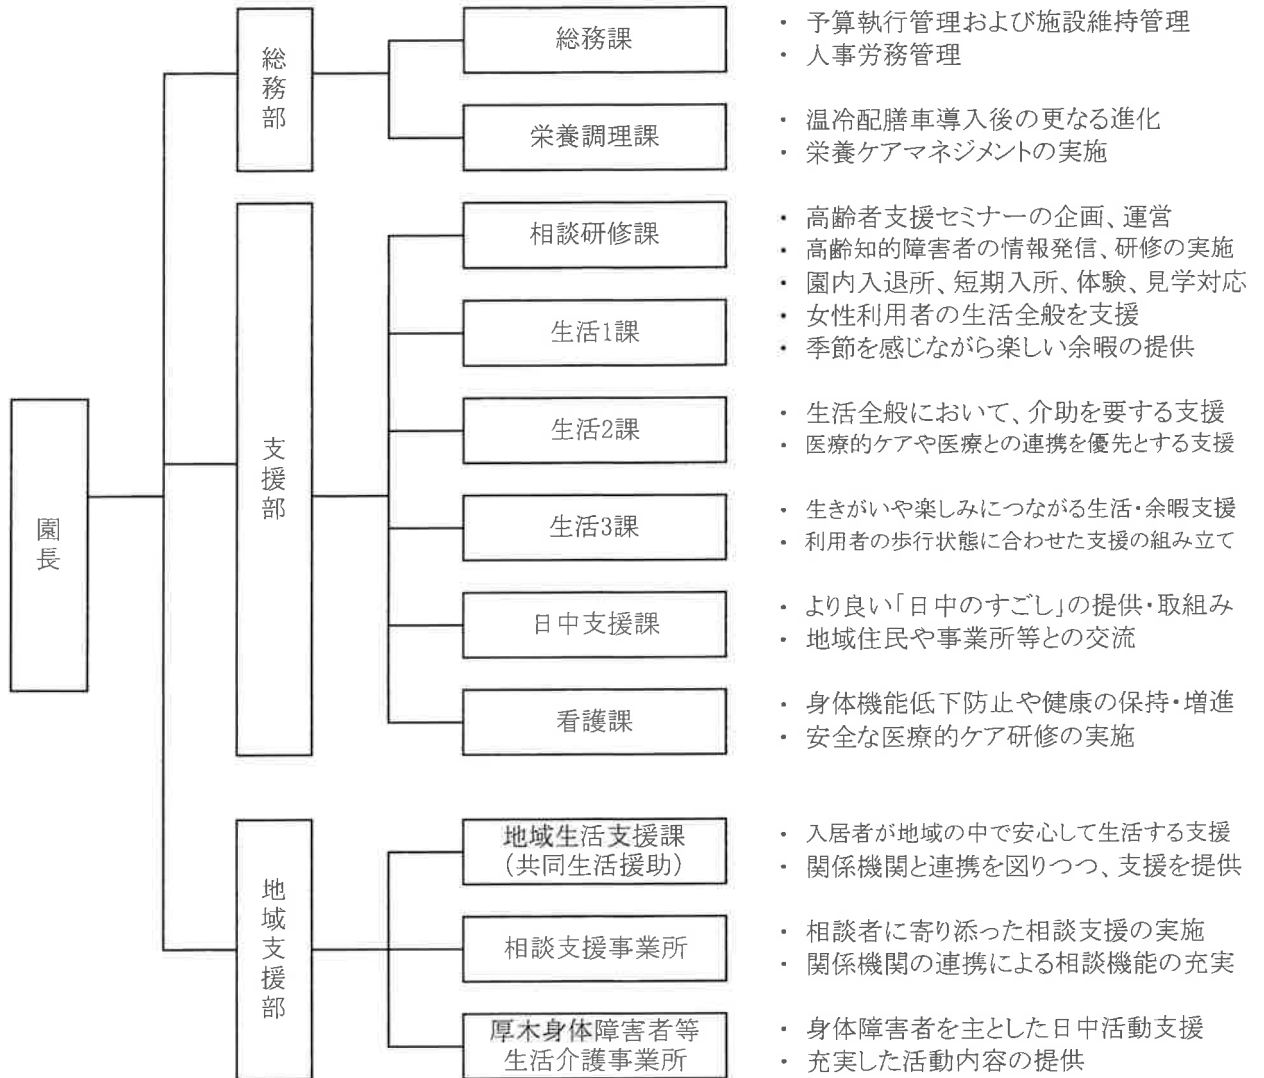 園長
総務部
総務課
・ 予算執行管理および施設維持管理
・ 人事労務管理
栄養調理課
・ 温冷配膳車導入後の更なる進化
・ 栄養ケアマネジメントの実施
支援部
相談研修課
・ 高齢者支援セミナーの企画、運営
・ 高齢知的障害者の情報発信、研修の実施
・ 園内入退所、短期入所、体験、見学対応
生活1課
・ 女性利用者の生活全般を支援
・ 季節を感じながら楽しい余暇の提供
生活2課
・ 生活全般において、介助を要する支援
・ 医療的ケアや医療との連携を優先とする支援
生活3課
・ 生きがいや楽しみにつながる生活・余暇支援
・ 利用者の歩行状態に合わせた支援の組み立て
日中支援課
・ より良い「日中のすごし」の提供・取組み
・ 地域住民や事業所等との交流
看護課
・ 身体機能低下防止や健康の保持・増進
・ 安全な医療的ケア研修の実施
地域支援部
地域生活支援課
(共同生活援助)
・ 入居者が地域の中で安心して生活する支援
・ 関係機関と連携を図りつつ、支援を提供
相談支援事業所
・ 相談者に寄り添った相談支援の実施
・ 関係機関の連携による相談機能の充実
厚木身体障害者等
生活介護事業所
・ 身体障害者を主とした日中活動支援
・ 充実した活動内容の提供